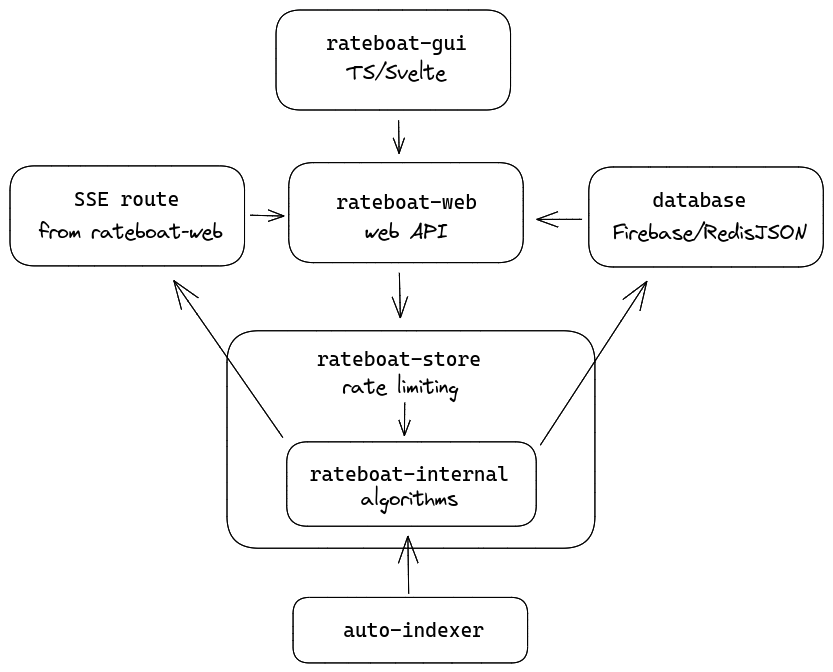 rateboat-gui
TS/Svelte
SSE route
from rateboat-web
rateboat-web
web API
database
Firebase/RedisJSON
rateboat-store
rate limiting
rateboat-internal
algorithms
auto-indexer